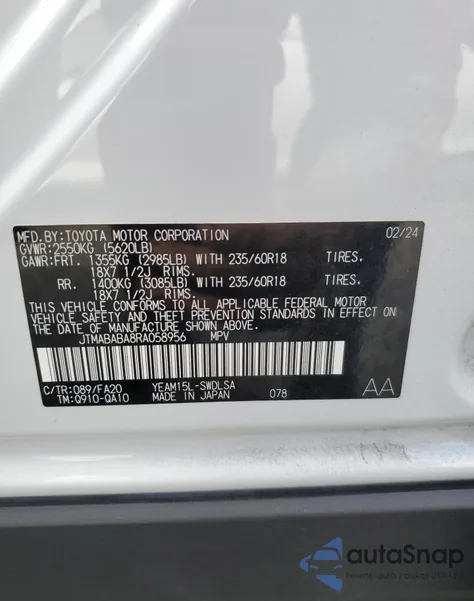 MFD.BY:TOYOTA MOTOR CORPORATION 02/24
GVWR:2550KG (5620LB)
GAWR:FRT. 1355KG (2985LB) WITH 235/60R18 TIRES.
18X7 1/2J RIMS.
RR. 1400KG (3085LB) WITH 235/60R18 TIRES.
18X7 1/2J RIMS.
THIS VEHICLE CONFORMS TO ALL APPLICABLE FEDERAL MOTOR
VEHICLE SAFETY AND THEFT PREVENTION STANDARDS IN EFFECT ON
THE DATE OF MANUFACTURE SHOWN ABOVE.
JTMABABA8RA058956 MPV
C/TR:089/FA20 YEAM15L-SWDLSA
TM:Q910-QA10 MADE IN JAPAN 078 AA
autoSnap